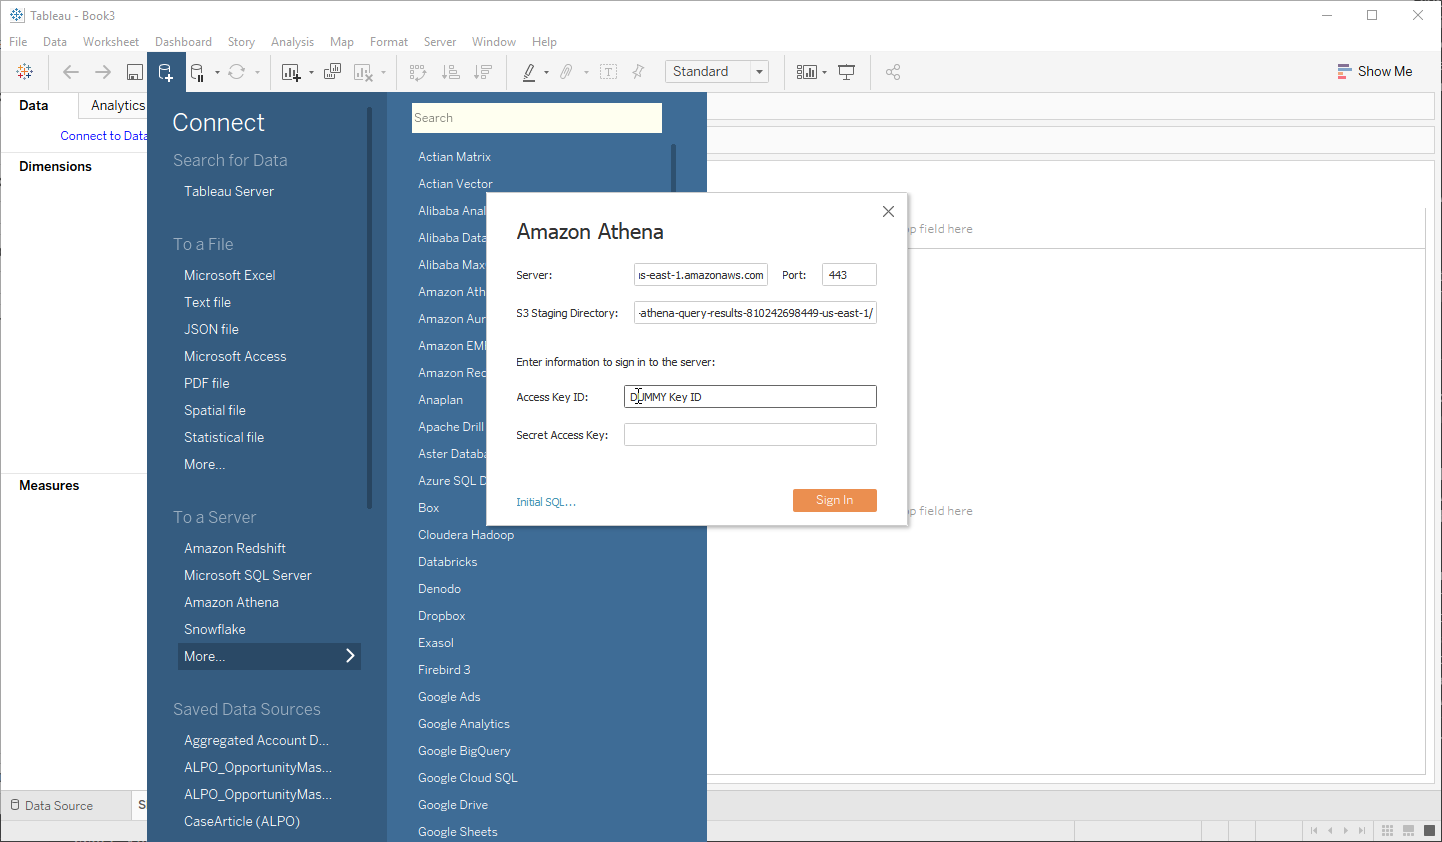 Tableau - Book3
File Data Worksheet Dashboard Story Analysis Map Format Server Window Help
Standard
Show Me
Data Analytics
Connect to Data
Dimensions
Measures
Connect
Search for Data
Tableau Server
To a File
Microsoft Excel
Text file
JSON file
Microsoft Access
PDF file
Spatial file
Statistical file
More...
To a Server
Amazon Redshift
Microsoft SQL Server
Amazon Athena
Snowflake
More...
Saved Data Sources
Aggregated Account D...
ALPO_OpportunityMas...
ALPO_OpportunityMas...
CaseArticle (ALPO)
Search
Actian Matrix
Actian Vector
Alibaba Anal
Alibaba Data
Alibaba Max
Amazon Ath
Amazon Aur
Amazon EM
Amazon Red
Anaplan
Apache Drill
Aster Databa
Azure SQL D
Box
Cloudera Hadoop
Databricks
Denodo
Dropbox
Exasol
Firebird 3
Google Ads
Google Analytics
Google BigQuery
Google Cloud SQL
Google Drive
Google Sheets
Amazon Athena
Server: us-east-1.amazonaws.com Port: 443
S3 Staging Directory: -athena-query-results-810242698449-us-east-1/
Enter information to sign in to the server:
Access Key ID: DUMMY Key ID
Secret Access Key:
Initial SQL...
Sign In
op field here
op field here
Data Source